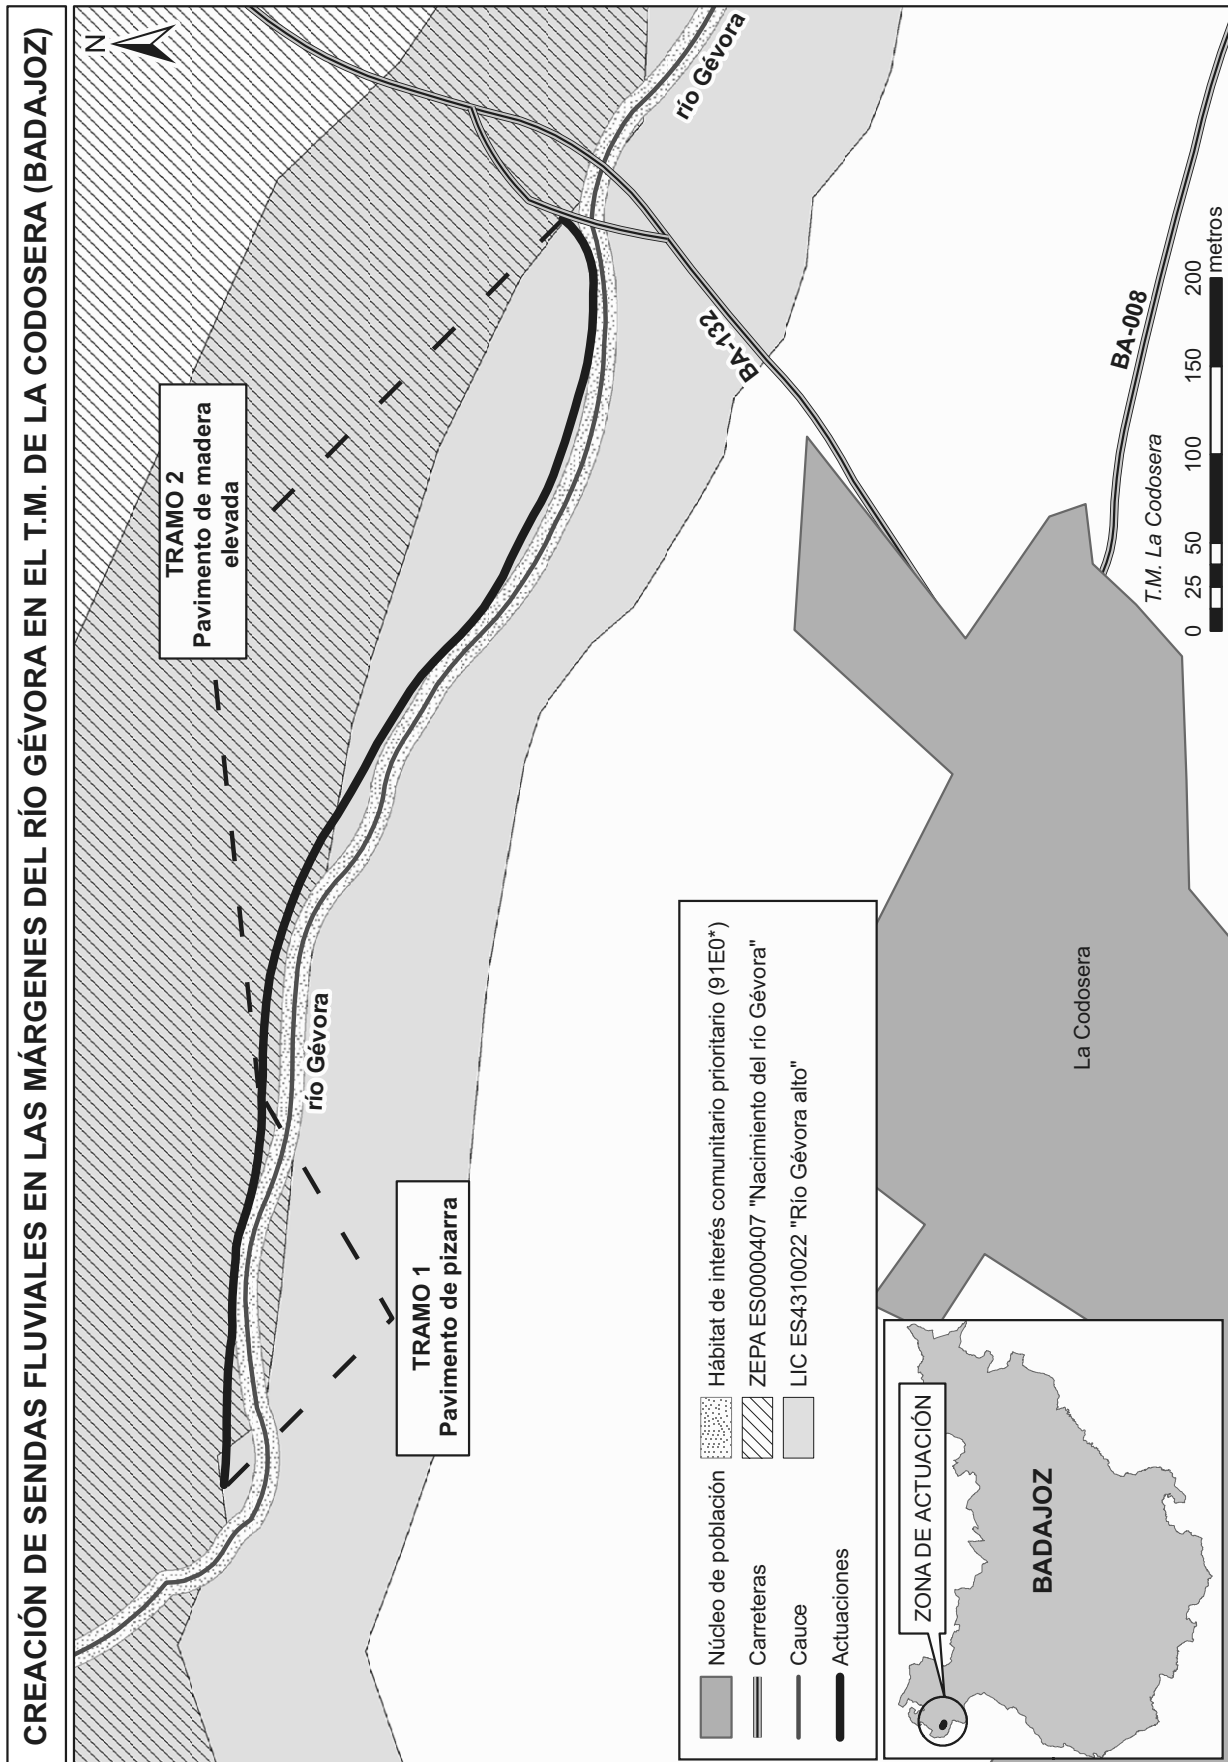 CREACIÓN DE SENDAS FLUVIALES EN LAS MÁRGENES DEL RÍO GÉVORA EN EL T.M. DE LA CODOSERA (BADAJOZ)
N
TRAMO 2
Pavimento de madera
elevada
río Gévora
río Gévora
TRAMO 1
Pavimento de pizarra
BA-132
BA-008
La Codosera
T.M. La Codosera
0 25 50 100 150 200
metros
Núcleo de población
Carreteras
Cauce
Actuaciones
Hábitat de interés comunitario prioritario (91E0*)
ZEPA ES0000407 "Nacimiento del río Gévora"
LIC ES4310022 "Río Gévora alto"
ZONA DE ACTUACIÓN
BADAJOZ